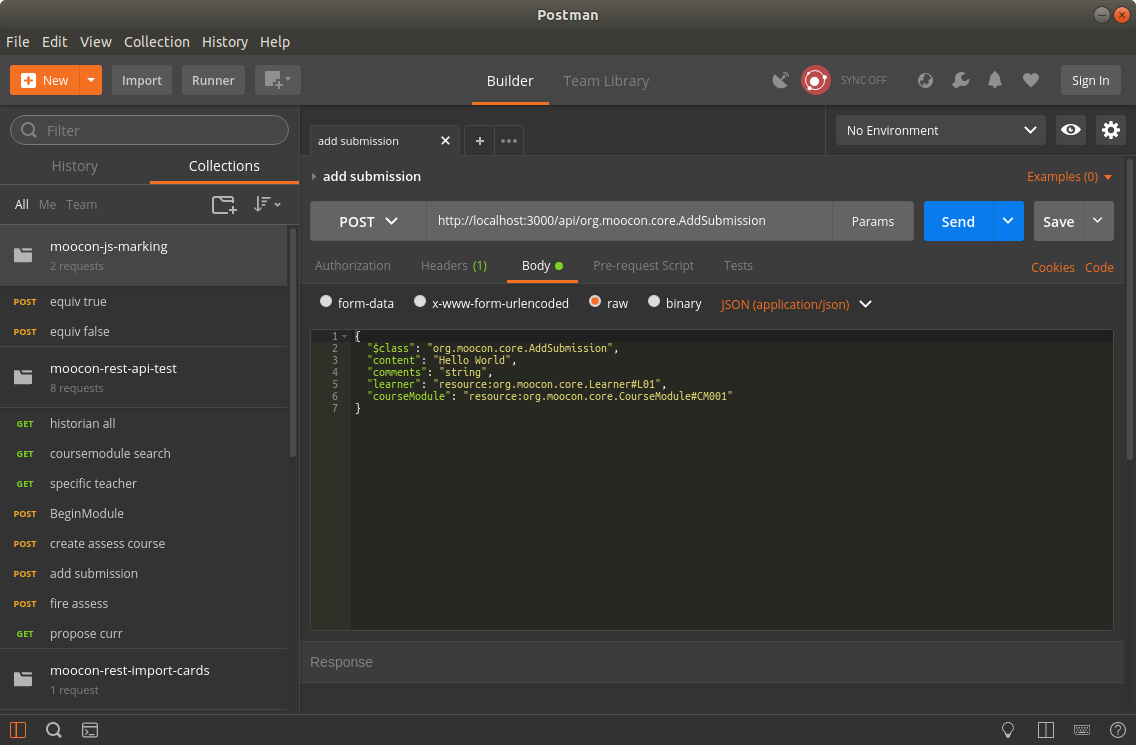 Postman
File Edit View Collection History Help
New Import Runner Builder Team Library SYNC OFF Sign In
Filter
History Collections
All Me Team
moocon-js-marking
2 requests
POST equiv true
POST equiv false
moocon-rest-api-test
8 requests
GET historian all
GET coursemodule search
GET specific teacher
POST BeginModule
POST create assess course
POST add submission
POST fire assess
GET propose curr
moocon-rest-import-cards
1 request
add submission
No Environment
add submission Examples (0)
POST http://localhost:3000/api/org.moocon.core.AddSubmission Params Send Save
Authorization Headers (1) Body Pre-request Script Tests Cookies Code
form-data x-www-form-urlencoded raw binary JSON (application/json)
1 {
2 "$class": "org.moocon.core.AddSubmission",
3 "content": "Hello World",
4 "comments": "string",
5 "learner": "resource:org.moocon.core.Learner#L01",
6 "courseModule": "resource:org.moocon.core.CourseModule#CM001"
7 }
Response